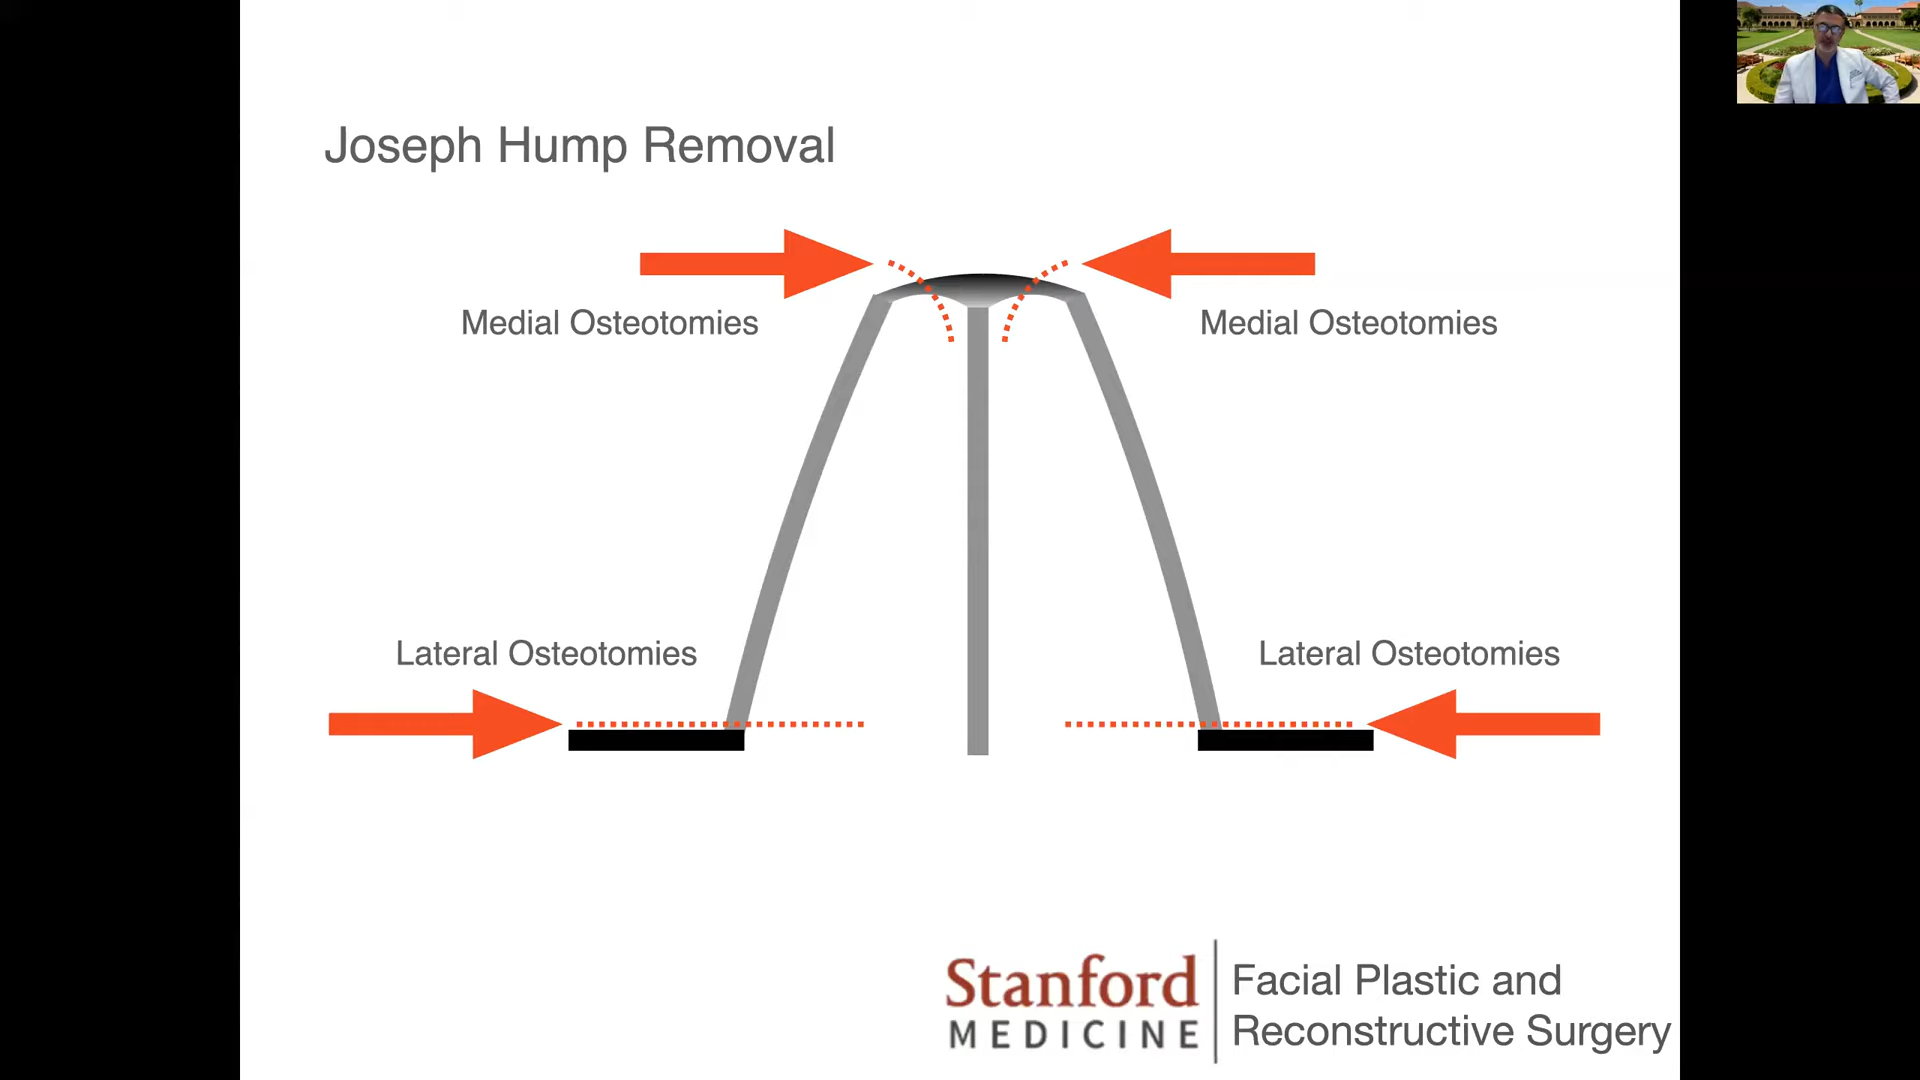 Joseph Hump Removal
Medial Osteotomies
Medial Osteotomies
Lateral Osteotomies
Lateral Osteotomies
Stanford
MEDICINE
Facial Plastic and
Reconstructive Surgery